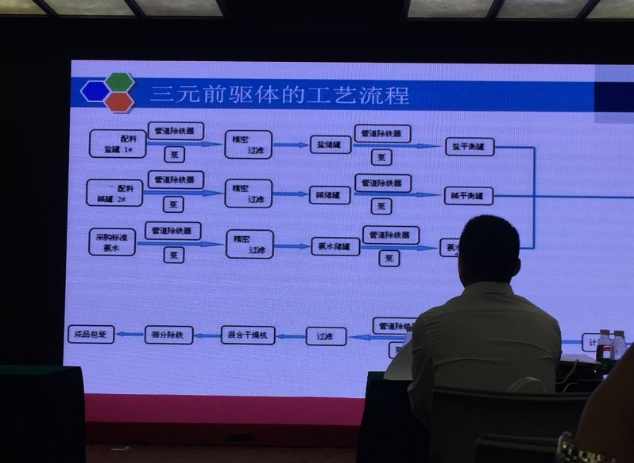 三元前驱体的工艺流程
配料
盐罐 1#
管道除铁器
泵
精密
过滤
盐储罐
管道除铁器
泵
盐平衡罐
配料
碱罐 2#
管道除铁器
泵
精密
过滤
碱储罐
管道除铁器
泵
碱平衡罐
采购标准
氨水
管道除铁器
泵
精密
过滤
氨水储罐
管道除铁器
泵
氨水
成品包装
筛分除铁
混合干燥机
过滤
管道除铁
计